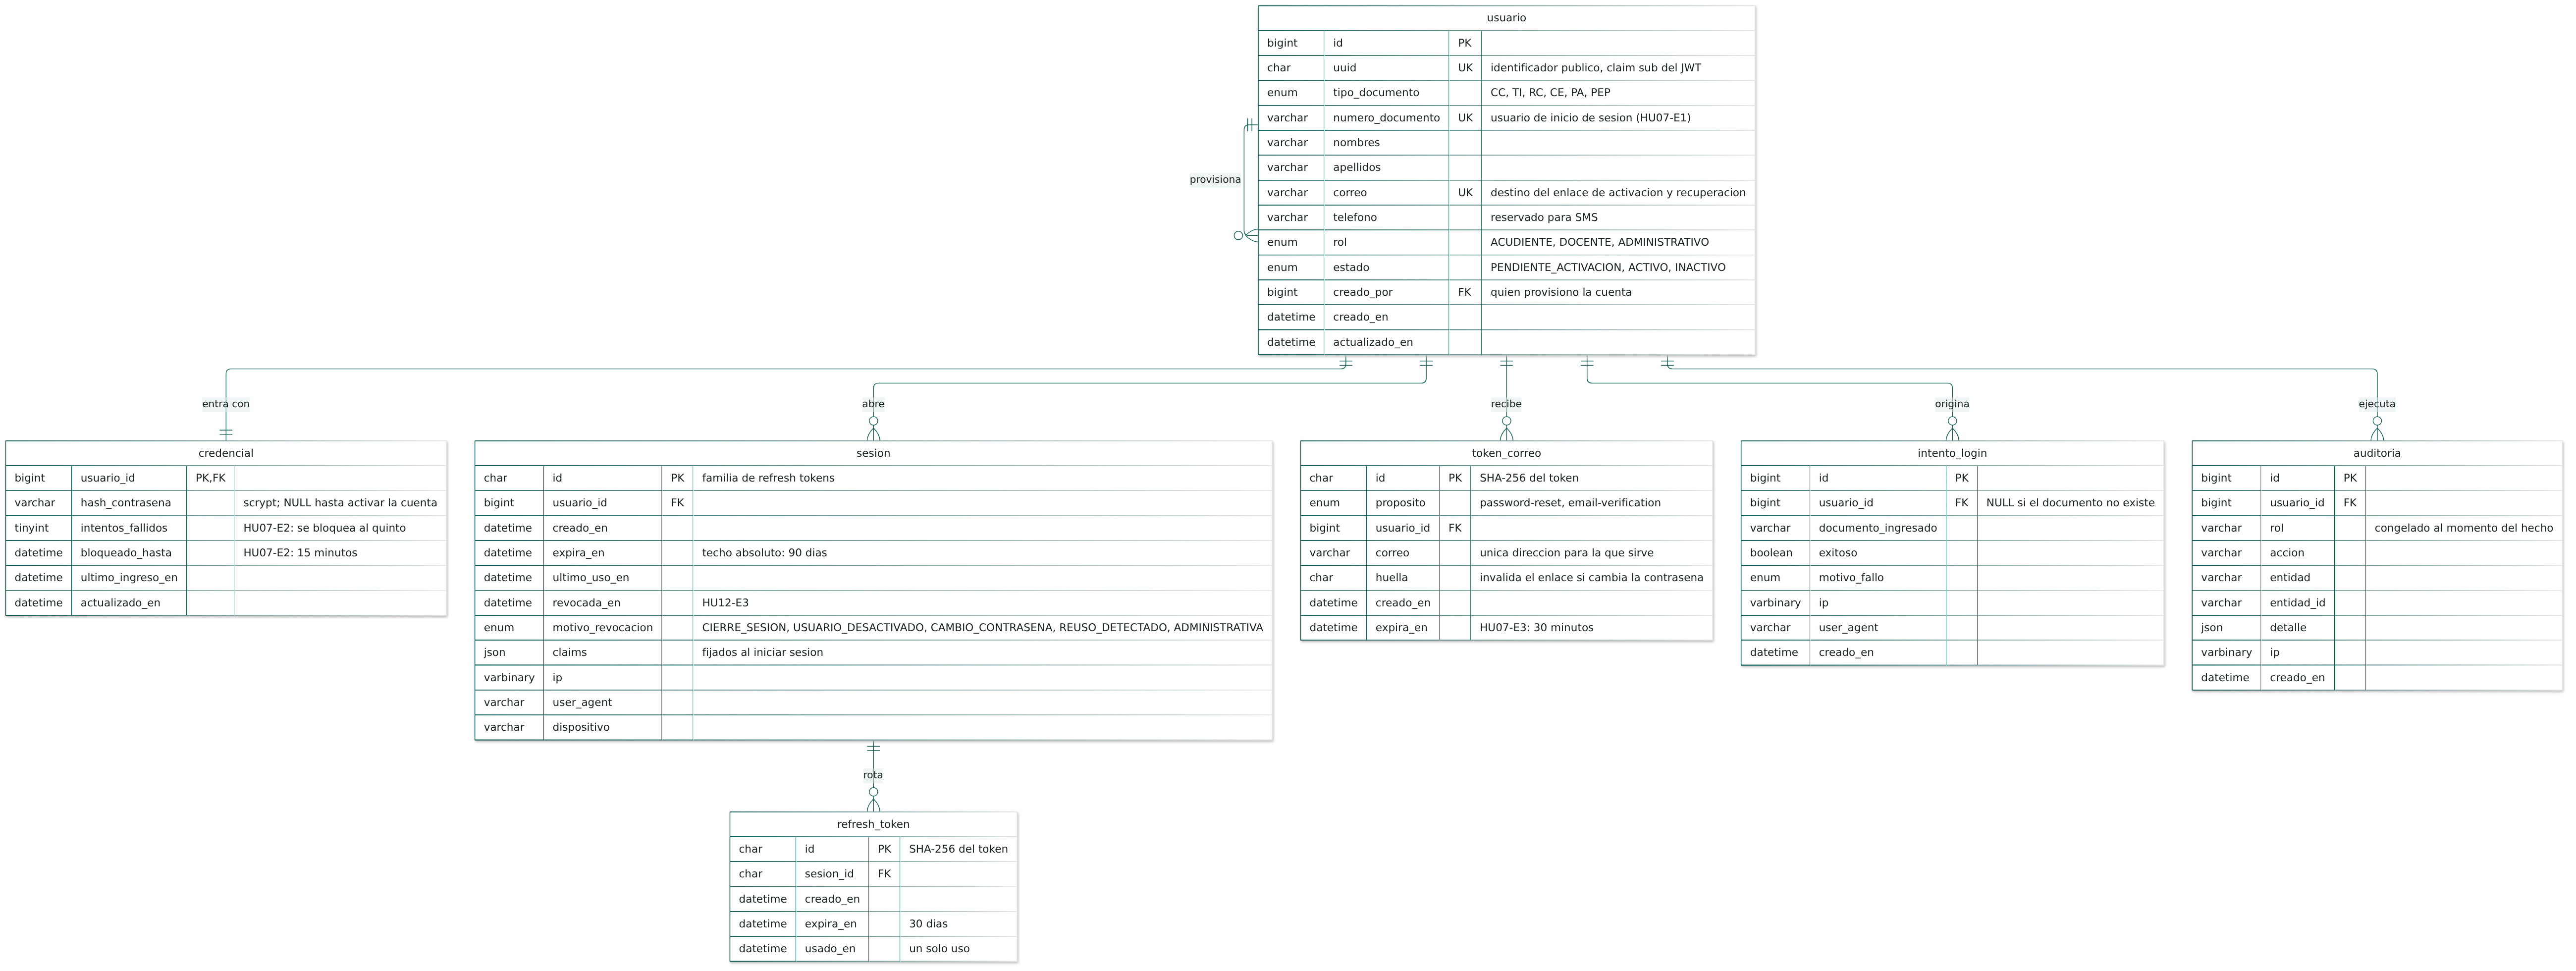 usuario
bigint id PK
char uuid UK identificador publico, claim sub del JWT
enum tipo_documento CC, TI, RC, CE, PA, PEP
varchar numero_documento UK usuario de inicio de sesion (HU07-E1)
varchar nombres
varchar apellidos
varchar correo UK destino del enlace de activacion y recuperacion
varchar telefono reservado para SMS
enum rol ACUDIENTE, DOCENTE, ADMINISTRATIVO
enum estado PENDIENTE_ACTIVACION, ACTIVO, INACTIVO
bigint creado_por FK quien provisiono la cuenta
datetime creado_en
datetime actualizado_en
provisiona
entra con
abre
recibe
origina
ejecuta
credencial
bigint usuario_id PK,FK
varchar hash_contrasena scrypt; NULL hasta activar la cuenta
tinyint intentos_fallidos HU07-E2: se bloquea al quinto
datetime bloqueado_hasta HU07-E2: 15 minutos
datetime ultimo_ingreso_en
datetime actualizado_en
sesion
char id PK familia de refresh tokens
bigint usuario_id FK
datetime creado_en
datetime expira_en techo absoluto: 90 dias
datetime ultimo_uso_en
datetime revocada_en HU12-E3
enum motivo_revocacion CIERRE_SESION, USUARIO_DESACTIVADO, CAMBIO_CONTRASENA, REUSO_DETECTADO, ADMINISTRATIVA
json claims fijados al iniciar sesion
varbinary ip
varchar user_agent
varchar dispositivo
token_correo
char id PK SHA-256 del token
enum proposito password-reset, email-verification
bigint usuario_id FK
varchar correo unica direccion para la que sirve
char huella invalida el enlace si cambia la contrasena
datetime creado_en
datetime expira_en HU07-E3: 30 minutos
intento_login
bigint id PK
bigint usuario_id FK NULL si el documento no existe
varchar documento_ingresado
boolean exitoso
enum motivo_fallo
varbinary ip
varchar user_agent
datetime creado_en
auditoria
bigint id PK
bigint usuario_id FK
varchar rol congelado al momento del hecho
varchar accion
varchar entidad
varchar entidad_id
json detalle
varbinary ip
datetime creado_en
rota
refresh_token
char id PK SHA-256 del token
char sesion_id FK
datetime creado_en
datetime expira_en 30 dias
datetime usado_en un solo uso